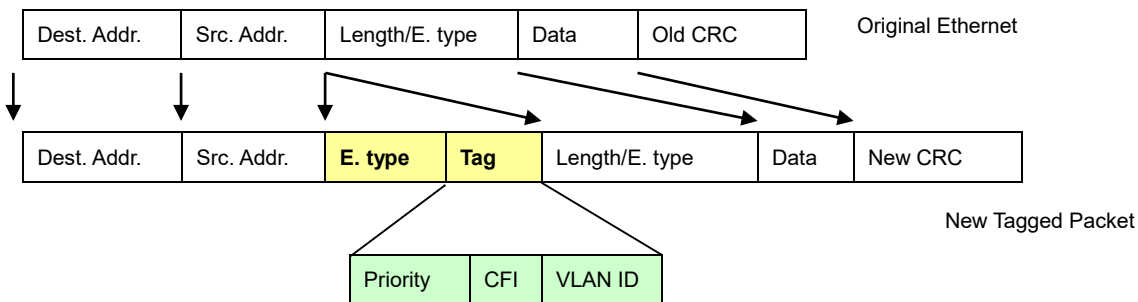 Dest. Addr. Src. Addr. Length/E. type Data Old CRC
Original Ethernet
Dest. Addr. Src. Addr. E. type Tag Length/E. type Data New CRC
New Tagged Packet
Priority CFI VLAN ID